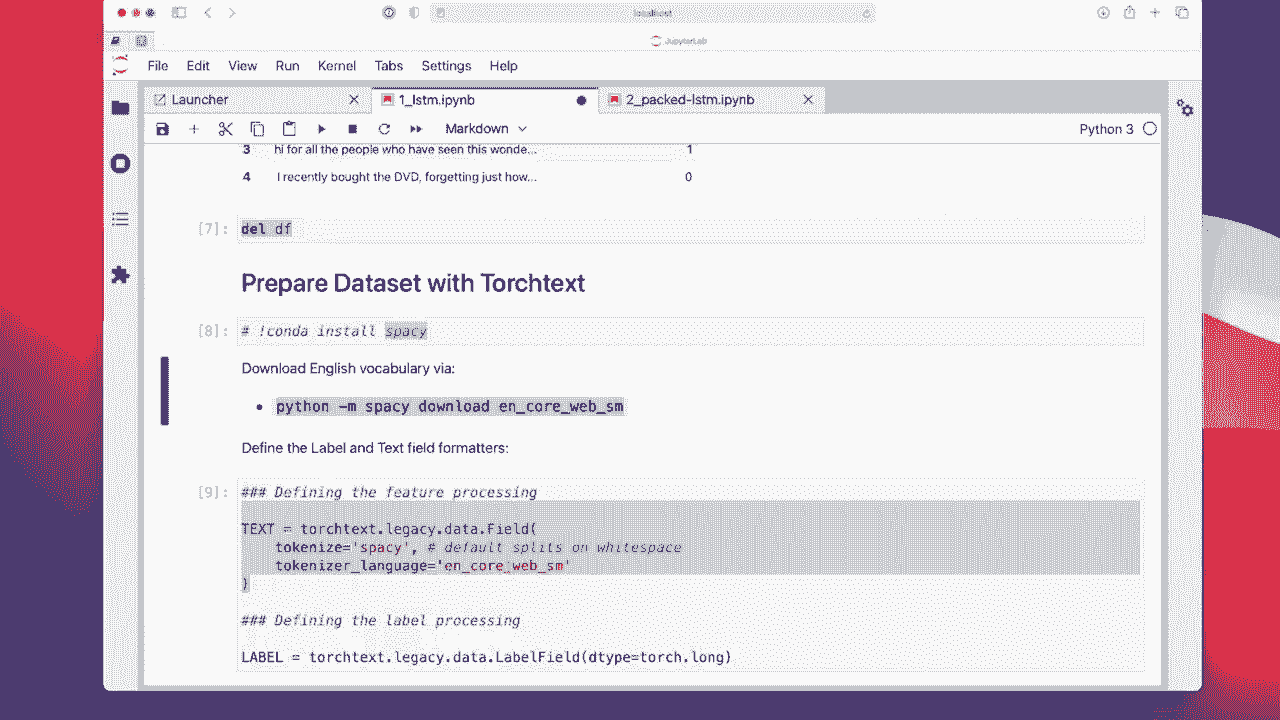 localhost
JupyterLab
File Edit View Run Kernel Tabs Settings Help
Launcher 1_lstm.ipynb 2_packed-lstm.ipynb
Markdown Python 3
3 hi for all the people who have seen this wonde... 1
4 I recently bought the DVD, forgetting just how... 0
[7]: del df
Prepare Dataset with Torchtext
[8]: # !conda install spacy
Download English vocabulary via:
• python -m spacy download en_core_web_sm
Define the Label and Text field formatters:
[9]: ### Defining the feature processing
TEXT = torchtext.legacy.data.Field(
tokenize='spacy', # default splits on whitespace
tokenizer_language='en_core_web_sm'
)
### Defining the label processing
LABEL = torchtext.legacy.data.LabelField(dtype=torch.long)